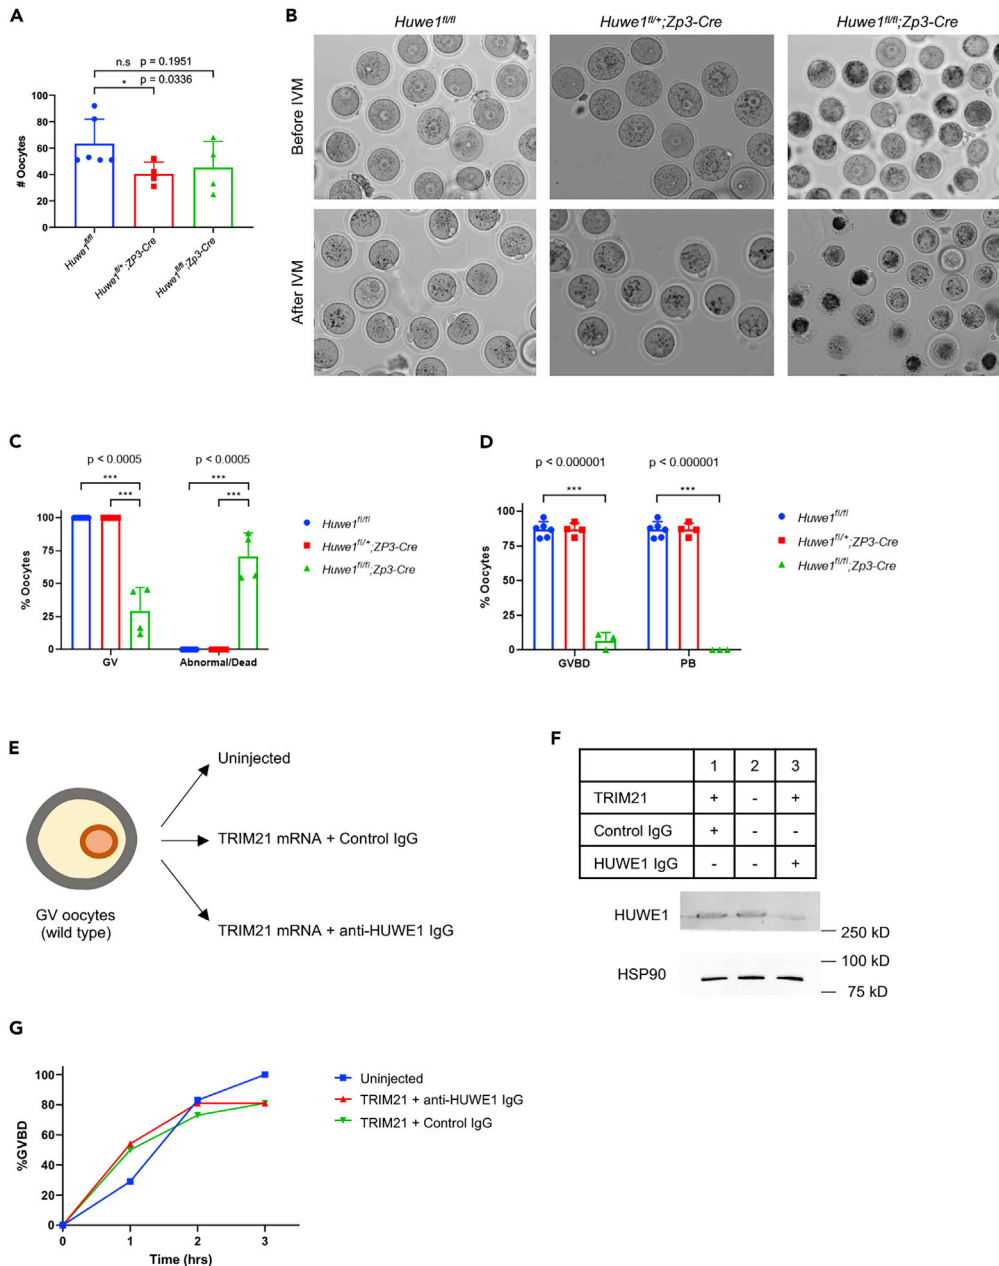 A
n.s p = 0.1951
* p = 0.0336
100
80
60
40
20
0
# Oocytes
Huwe1fl/fl
Huwe1fl/+;ZP3-Cre
Huwe1fl/fl;Zp3-Cre
B
Huwe1fl/fl
Huwe1fl/+;Zp3-Cre
Huwe1fl/fl;Zp3-Cre
Before IVM
After IVM
C
p < 0.0005
p < 0.0005
***
***
***
***
100
75
50
25
0
% Oocytes
GV
Abnormal/Dead
Huwe1fl/fl
Huwe1fl/+;ZP3-Cre
Huwe1fl/fl;Zp3-Cre
D
p < 0.000001
p < 0.000001
***
***
100
75
50
25
0
% Oocytes
GVBD
PB
Huwe1fl/fl
Huwe1fl/+;ZP3-Cre
Huwe1fl/fl;Zp3-Cre
E
Uninjected
TRIM21 mRNA + Control IgG
TRIM21 mRNA + anti-HUWE1 IgG
GV oocytes
(wild type)
F
1 2 3
TRIM21 + - +
Control IgG + - -
HUWE1 IgG - - +
HUWE1
250 kD
100 kD
HSP90
75 kD
G
100
80
60
40
20
0
%GVBD
0 1 2 3
Time (hrs)
Uninjected
TRIM21 + anti-HUWE1 IgG
TRIM21 + Control IgG